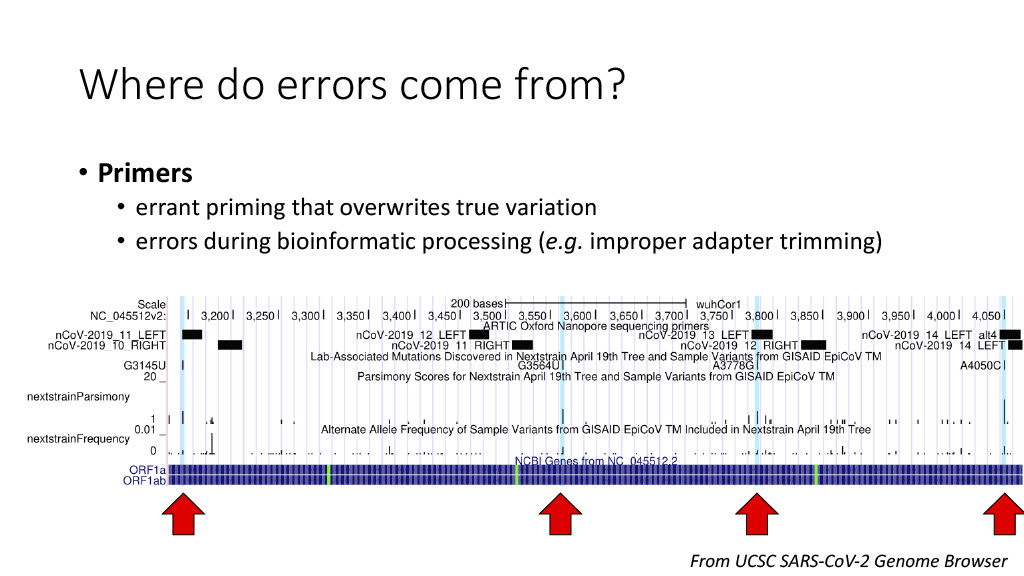 Where do errors come from?
• Primers
• errant priming that overwrites true variation
• errors during bioinformatic processing (e.g. improper adapter trimming)
Scale 200 bases wuhCor1
NC_045512v2: 3,200 3,250 3,300 3,350 3,400 3,450 3,500 3,550 3,600 3,650 3,700 3,750 3,800 3,850 3,900 3,950 4,000 4,050
ARTIC Oxford Nanopore sequencing primers
nCoV-2019_11_LEFT nCoV-2019_12_LEFT nCoV-2019_13_LEFT nCoV-2019_14_LEFT_alt4
nCoV-2019_10_RIGHT nCoV-2019_11_RIGHT nCoV-2019_12_RIGHT nCoV-2019_14_LEFT
Lab-Associated Mutations Discovered in Nextstrain April 19th Tree and Sample Variants from GISAID EpiCoV TM
G3145U G3564U A3778G A4050C
Parsimony Scores for Nextstrain April 19th Tree and Sample Variants from GISAID EpiCoV TM
20
nextstrainParsimony
1
Alternate Allele Frequency of Sample Variants from GISAID EpiCoV TM Included in Nextstrain April 19th Tree
0.01
nextstrainFrequency
0
NCBI Genes from NC_045512.2
ORF1a
ORF1ab
From UCSC SARS-CoV-2 Genome Browser